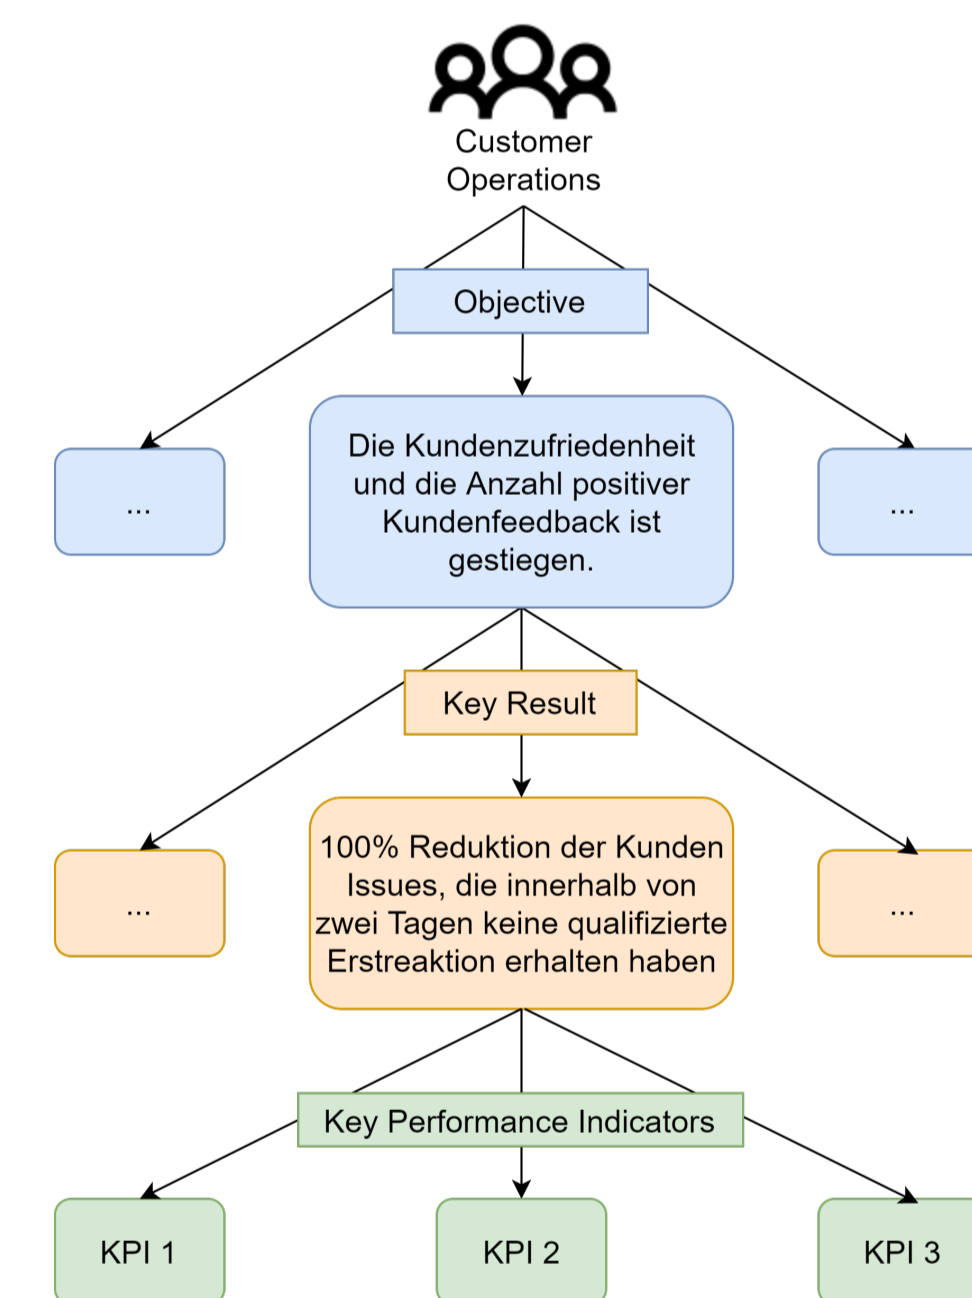 Customer
Operations
Objective
...
Die Kundenzufriedenheit
und die Anzahl positiver
Kundenfeedback ist
gestiegen.
...
Key Result
...
100% Reduktion der Kunden
Issues, die innerhalb von
zwei Tagen keine qualifizierte
Erstreaktion erhalten haben
...
Key Performance Indicators
KPI 1
KPI 2
KPI 3